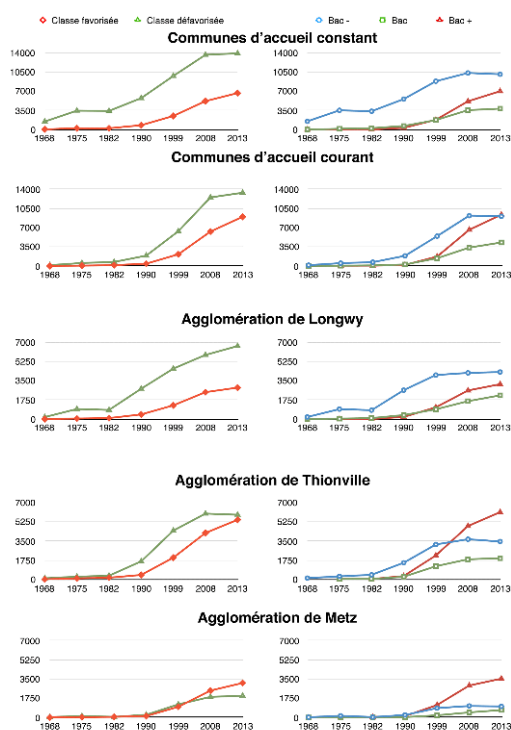 Classe favorisée Classe défavorisée Bac - Bac Bac +
Communes d'accueil constant
14000 14000
10500 10500
7000 7000
3500 3500
0 0
1968 1975 1982 1990 1999 2008 2013 1968 1975 1982 1990 1999 2008 2013
Communes d'accueil courant
14000 14000
10500 10500
7000 7000
3500 3500
0 0
1968 1975 1982 1990 1999 2008 2013 1968 1975 1982 1990 1999 2008 2013
Agglomération de Longwy
7000 7000
5250 5250
3500 3500
1750 1750
0 0
1968 1975 1982 1990 1999 2008 2013 1968 1975 1982 1990 1999 2008 2013
Agglomération de Thionville
7000 7000
5250 5250
3500 3500
1750 1750
0 0
1968 1975 1982 1990 1999 2008 2013 1968 1975 1982 1990 1999 2008 2013
Agglomération de Metz
7000 7000
5250 5250
3500 3500
1750 1750
0 0
1968 1975 1982 1990 1999 2008 2013 1968 1975 1982 1990 1999 2008 2013